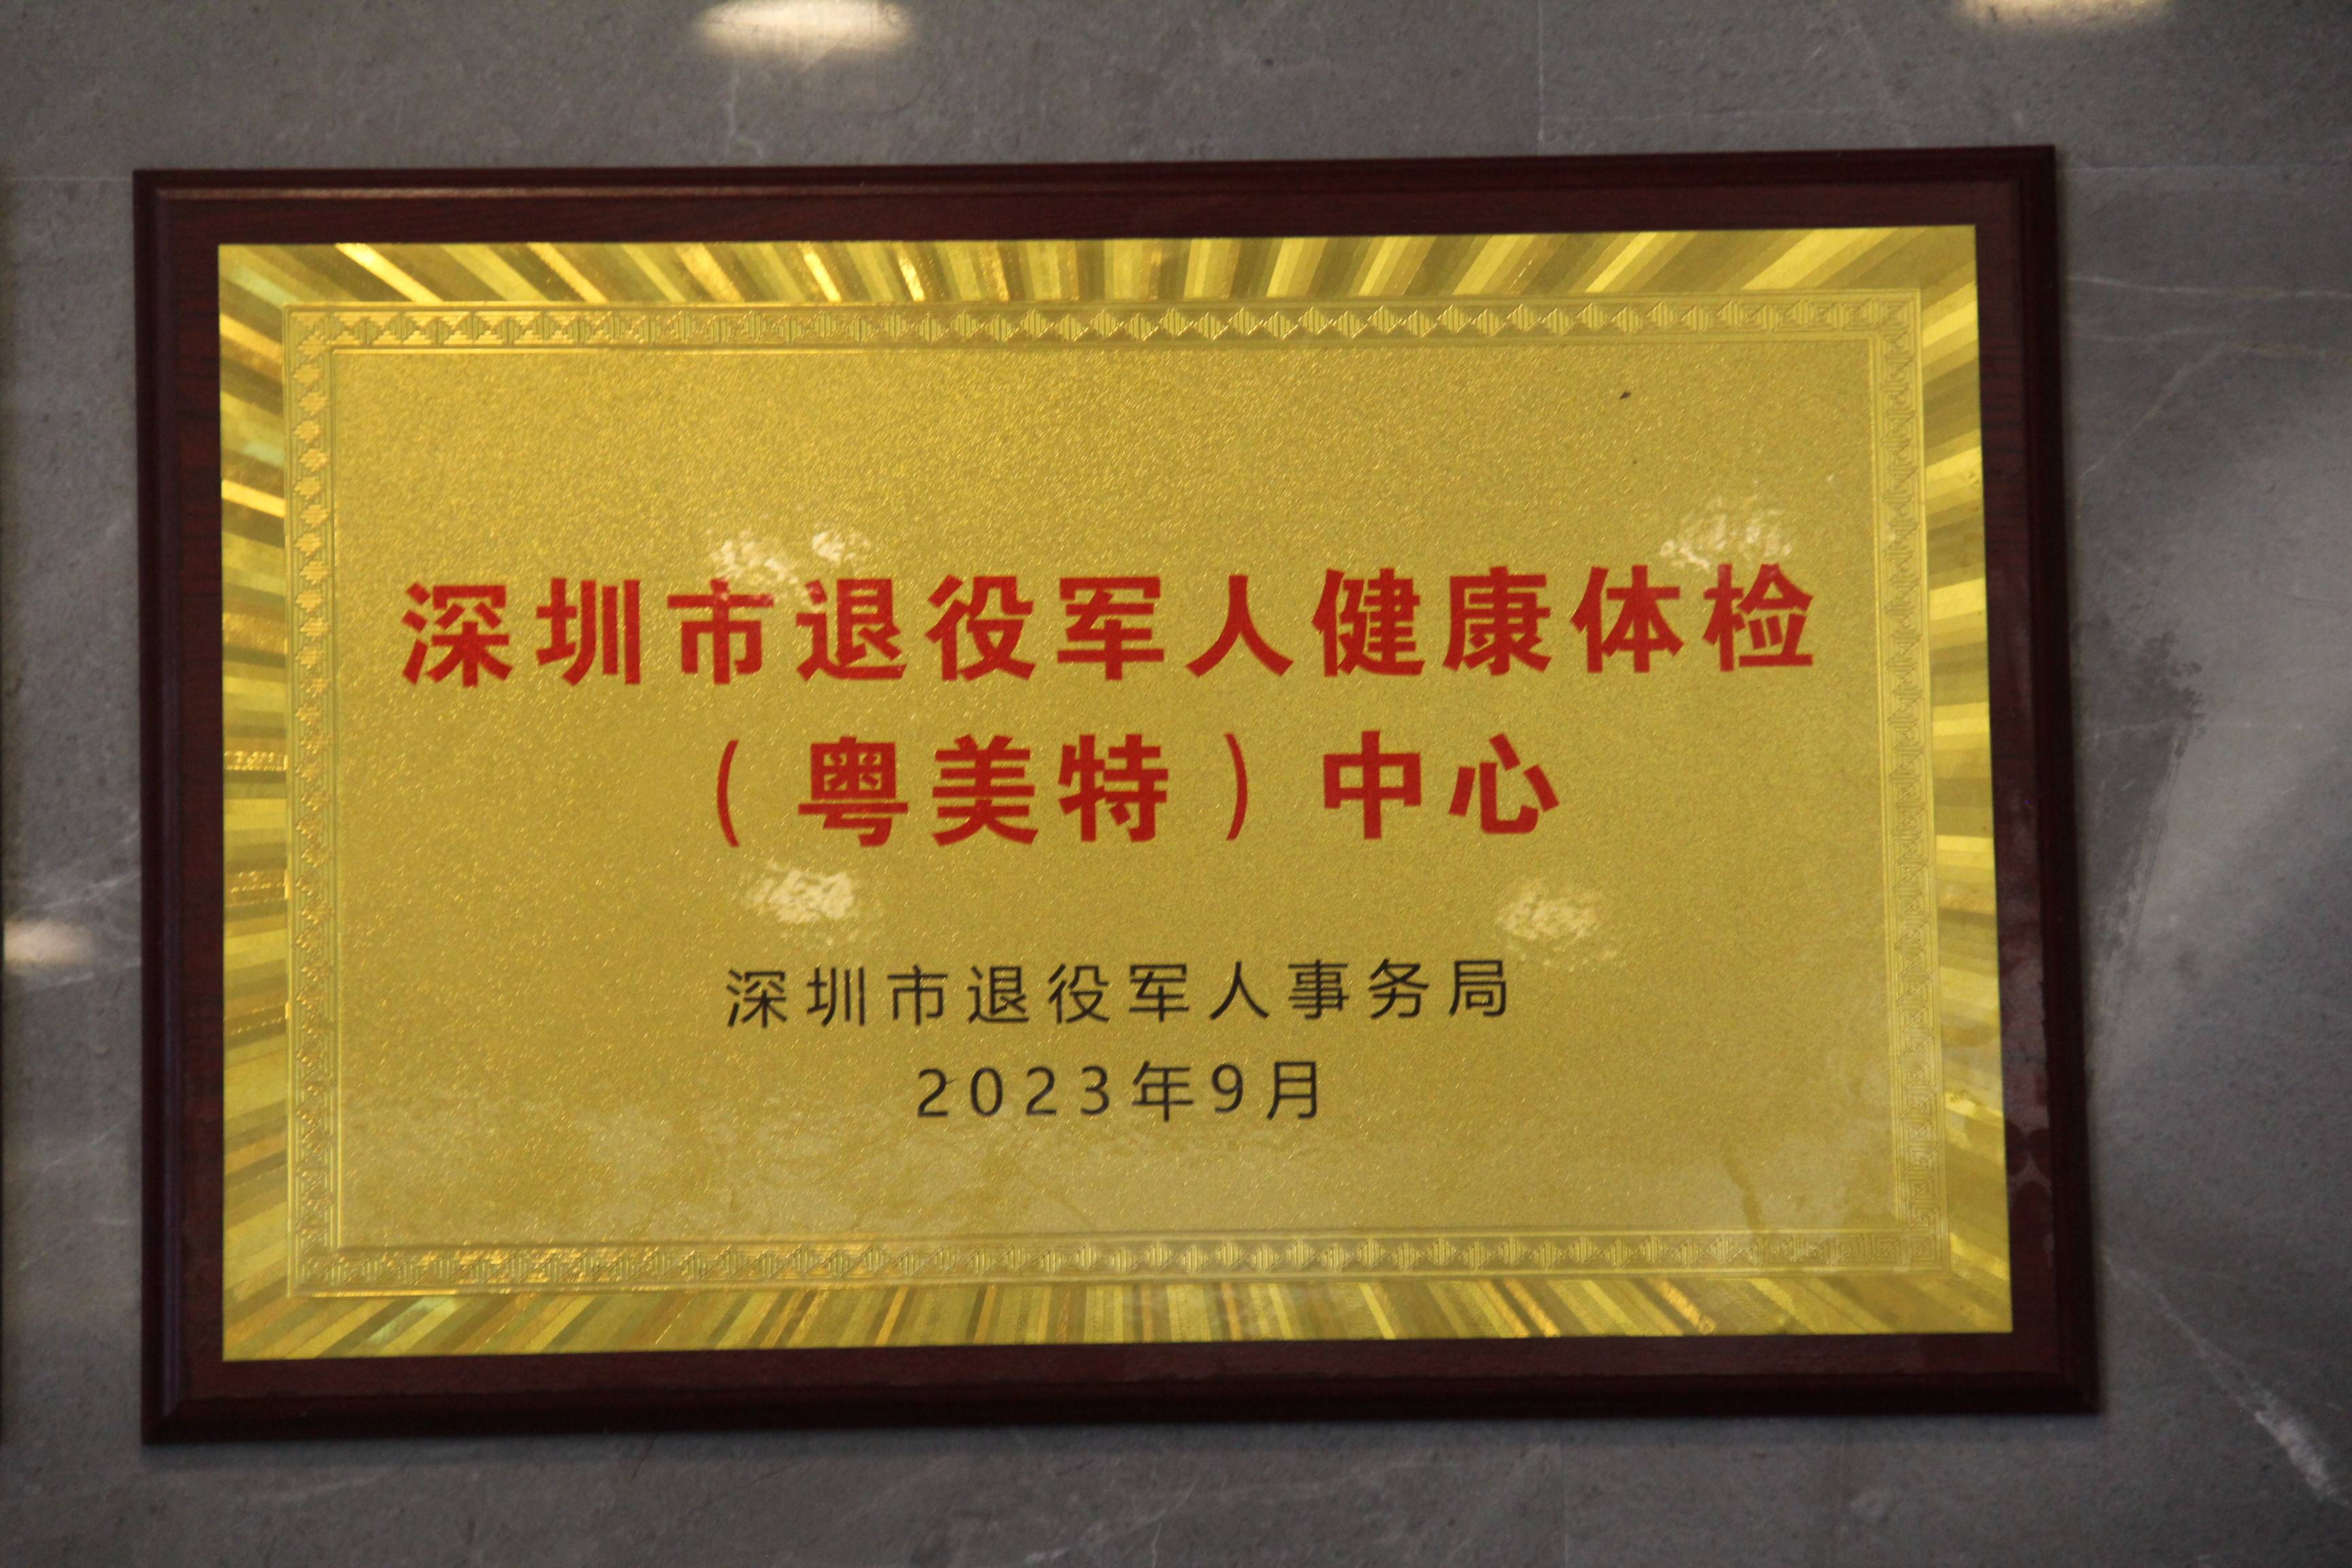 深圳市退役军人健康体检
（粤美特）中心
深圳市退役军人事务局
2023年9月